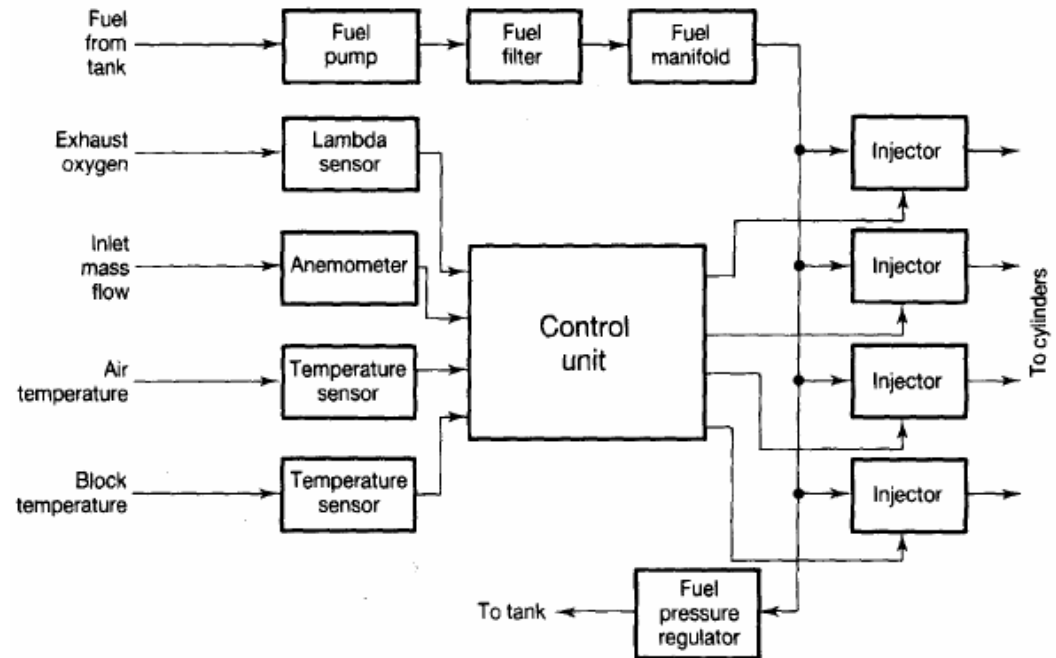 Fuel
from
tank
Fuel
pump
Fuel
filter
Fuel
manifold
Exhaust
oxygen
Lambda
sensor
Injector
Inlet
mass
flow
Anemometer
Injector
Control
unit
To cylinders
Air
temperature
Temperature
sensor
Injector
Block
temperature
Temperature
sensor
Injector
To tank
Fuel
pressure
regulator